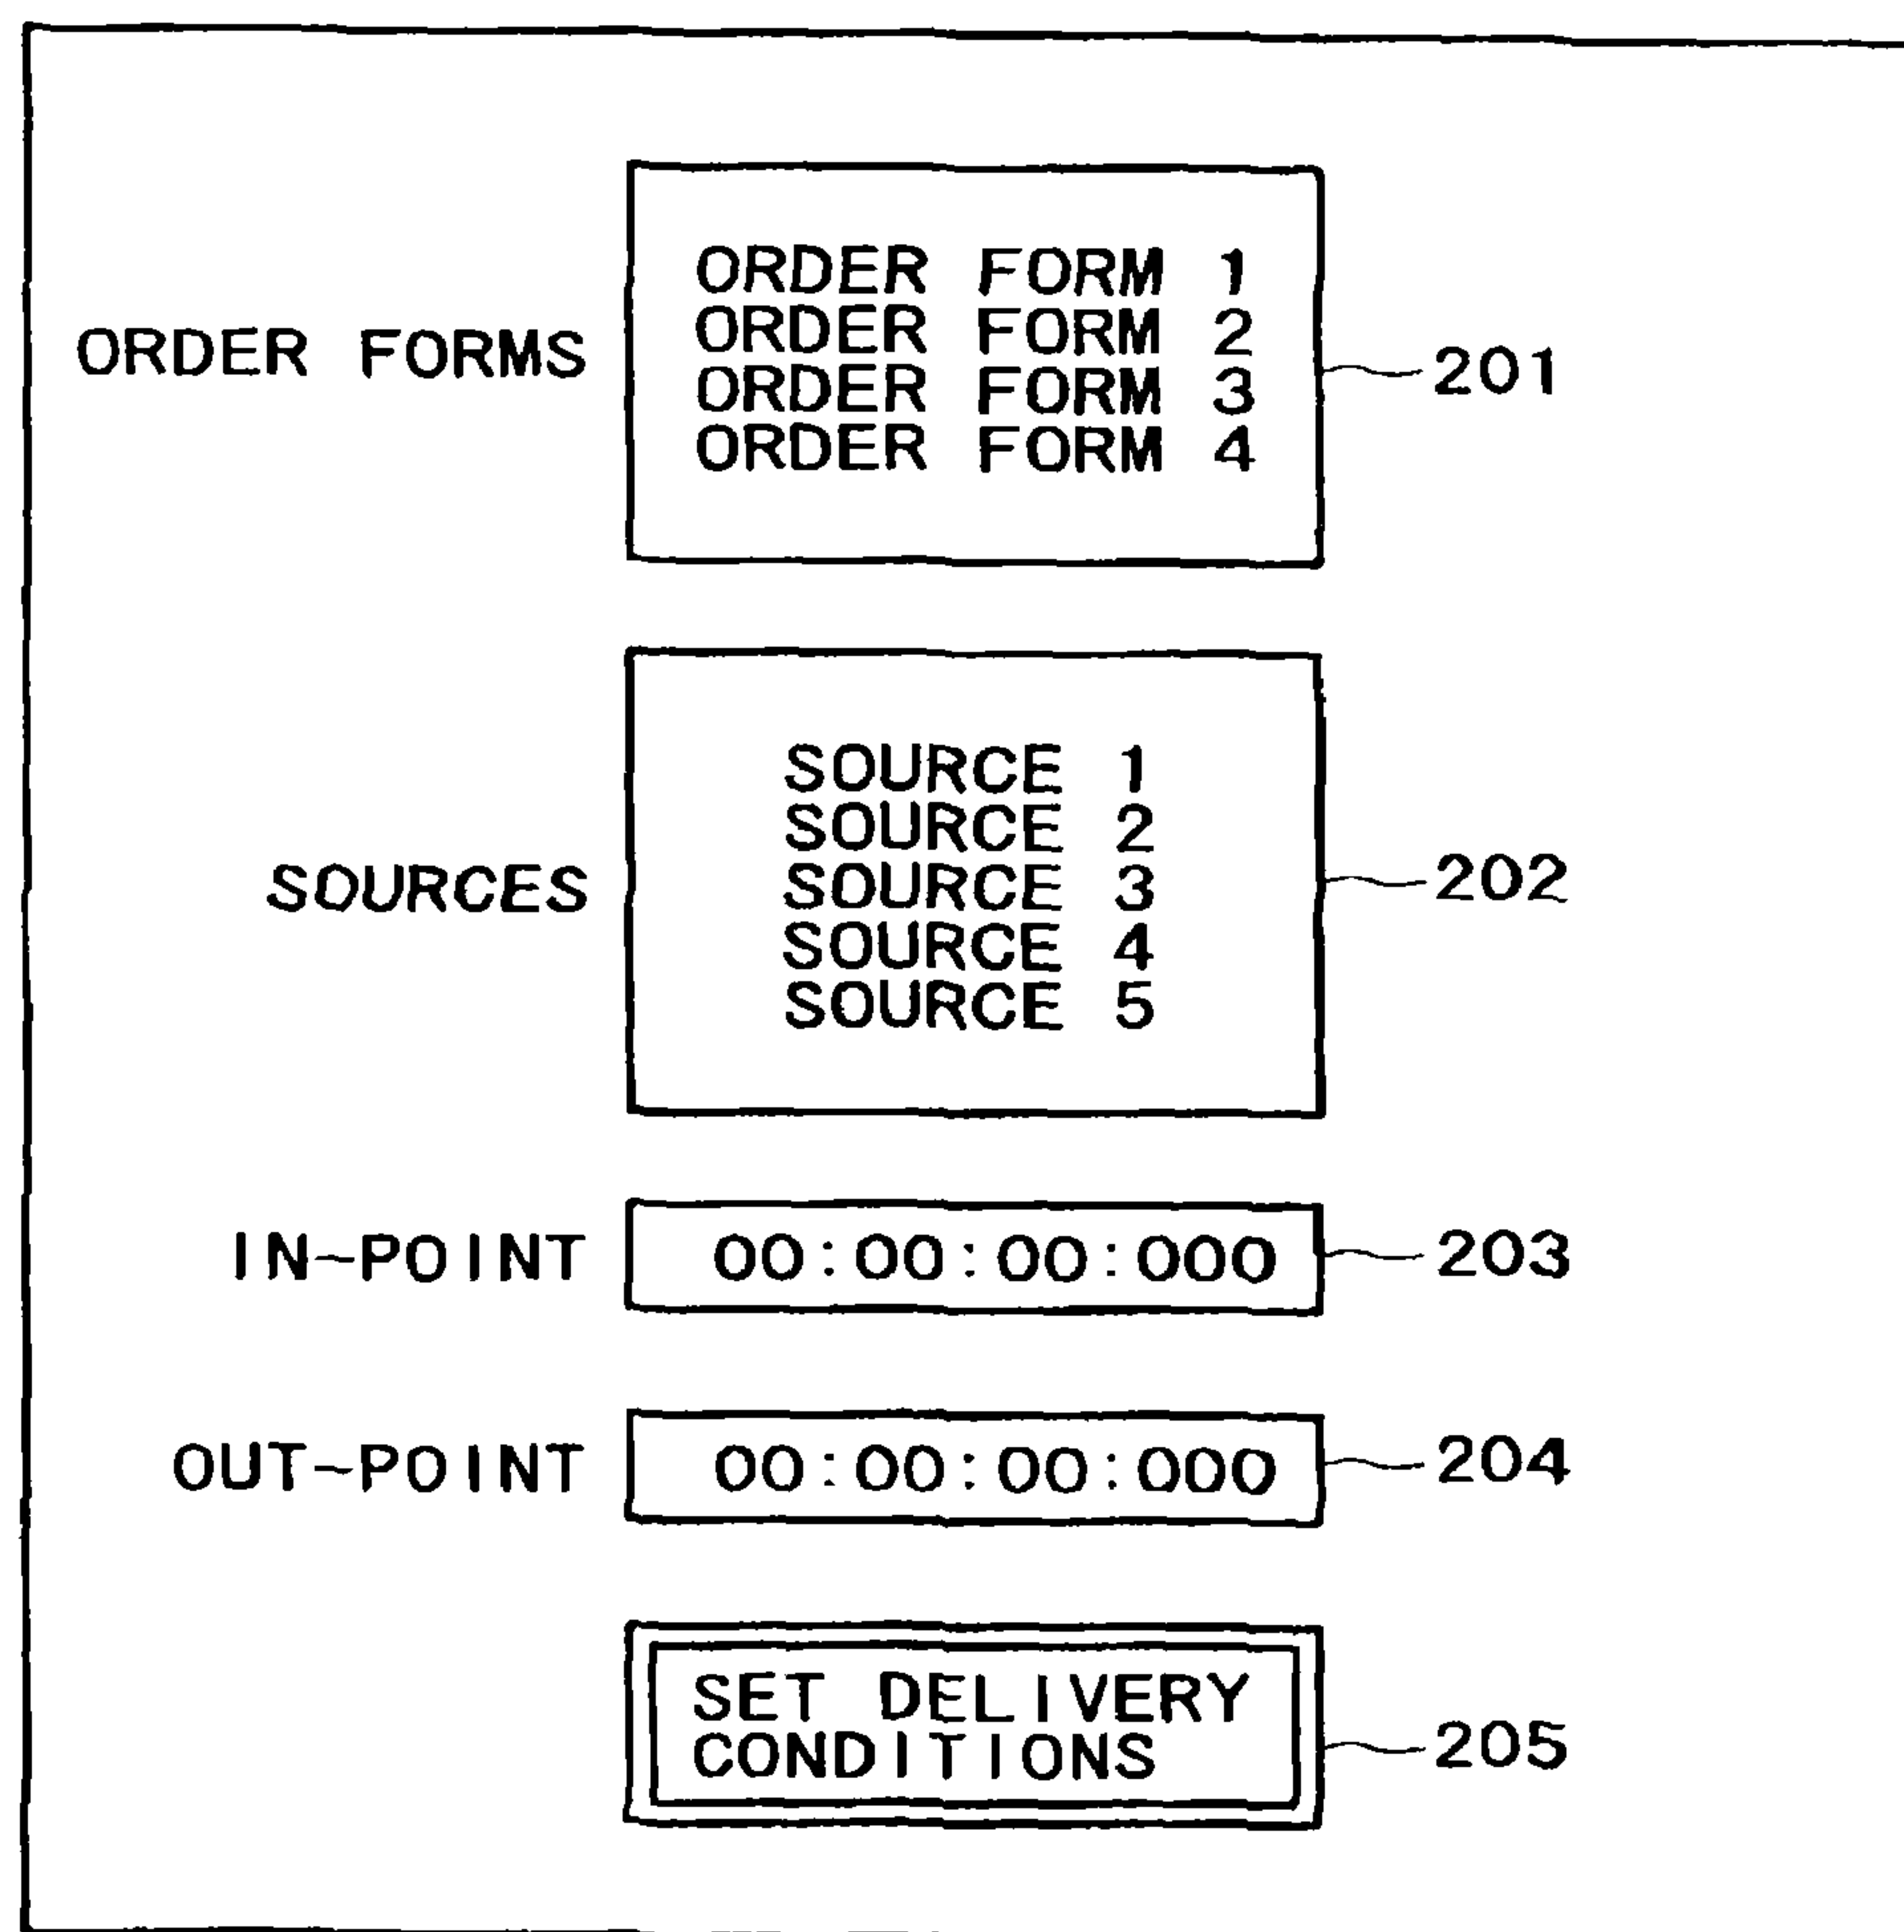 ORDER FORM 1
ORDER FORM 2
ORDER FORMS
201
ORDER FORM 3
ORDER FORM 4
SOURCE 1
SOURCE 2
SOURCES
SOURCE 3
202
SOURCE 4
SOURCE 5
IN-POINT 00:00:00:000 203
OUT-POINT 00:00:00:000 204
SET DELIVERY
CONDITIONS
205